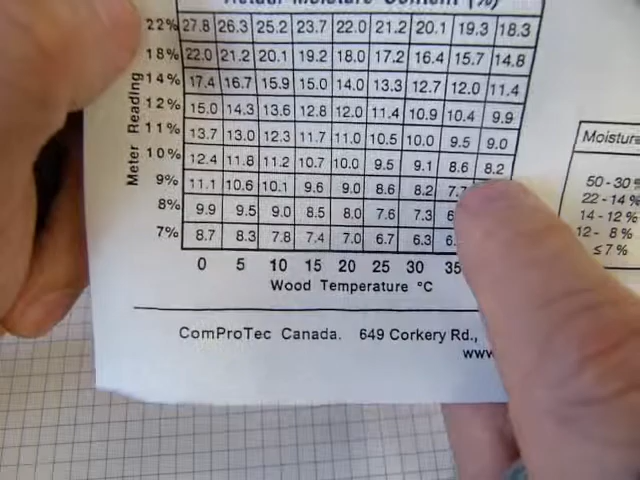 Actual Moisture Content (%)
22% 27.8 26.3 25.2 23.7 22.0 21.2 20.1 19.3 18.3
18% 22.0 21.2 20.1 19.2 18.0 17.2 16.4 15.7 14.8
14% 17.4 16.7 15.9 15.0 14.0 13.3 12.7 12.0 11.4
12% 15.0 14.3 13.6 12.8 12.0 11.4 10.9 10.4 9.9
11% 13.7 13.0 12.3 11.7 11.0 10.5 10.0 9.5 9.0
10% 12.4 11.8 11.2 10.7 10.0 9.5 9.1 8.6 8.2
9% 11.1 10.6 10.1 9.6 9.0 8.6 8.2 7.7
8% 9.9 9.5 9.0 8.5 8.0 7.6 7.3
7% 8.7 8.3 7.8 7.4 7.0 6.7 6.3
Meter Reading
0 5 10 15 20 25 30 35
Wood Temperature °C
ComProTec Canada. 649 Corkery Rd.,
www
Moisture
50-30%
22-14%
14-12%
12- 8%
≤7%